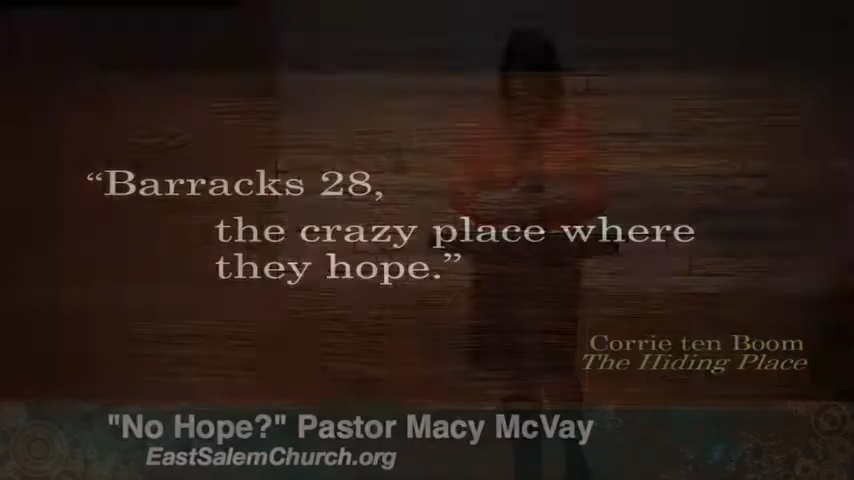 “Barracks 28,
the crazy place where
they hope.”
Corrie ten Boom
The Hiding Place
"No Hope?" Pastor Macy McVay
EastSalemChurch.org